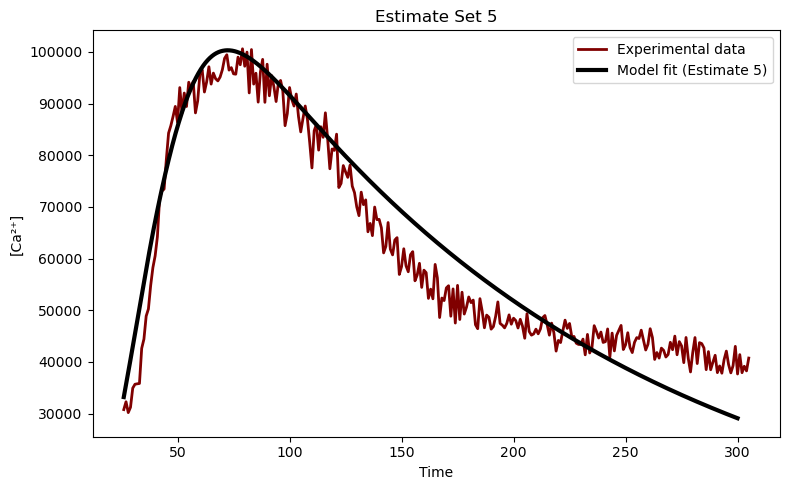 Estimate Set 5
Experimental data
Model fit (Estimate 5)
[Ca²⁺]
100000
90000
80000
70000
60000
50000
40000
30000
50 100 150 200 250 300
Time